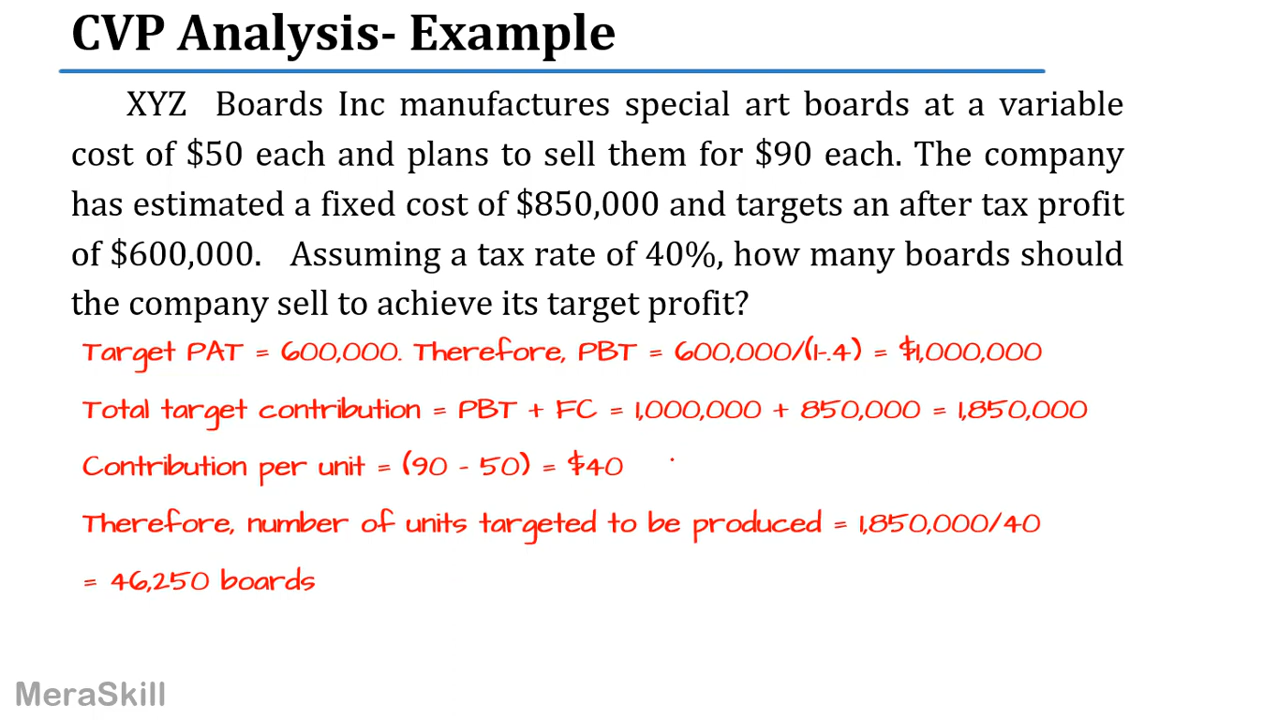 CVP Analysis- Example
XYZ Boards Inc manufactures special art boards at a variable
cost of $50 each and plans to sell them for $90 each. The company
has estimated a fixed cost of $850,000 and targets an after tax profit
of $600,000. Assuming a tax rate of 40%, how many boards should
the company sell to achieve its target profit?
Target PAT = 600,000. Therefore, PBT = 600,000/(1-.4) = $1,000,000
Total target contribution = PBT + FC = 1,000,000 + 850,000 = 1,850,000
Contribution per unit = (90 - 50) = $40
Therefore, number of units targeted to be produced = 1,850,000/40
= 46,250 boards
MeraSkill